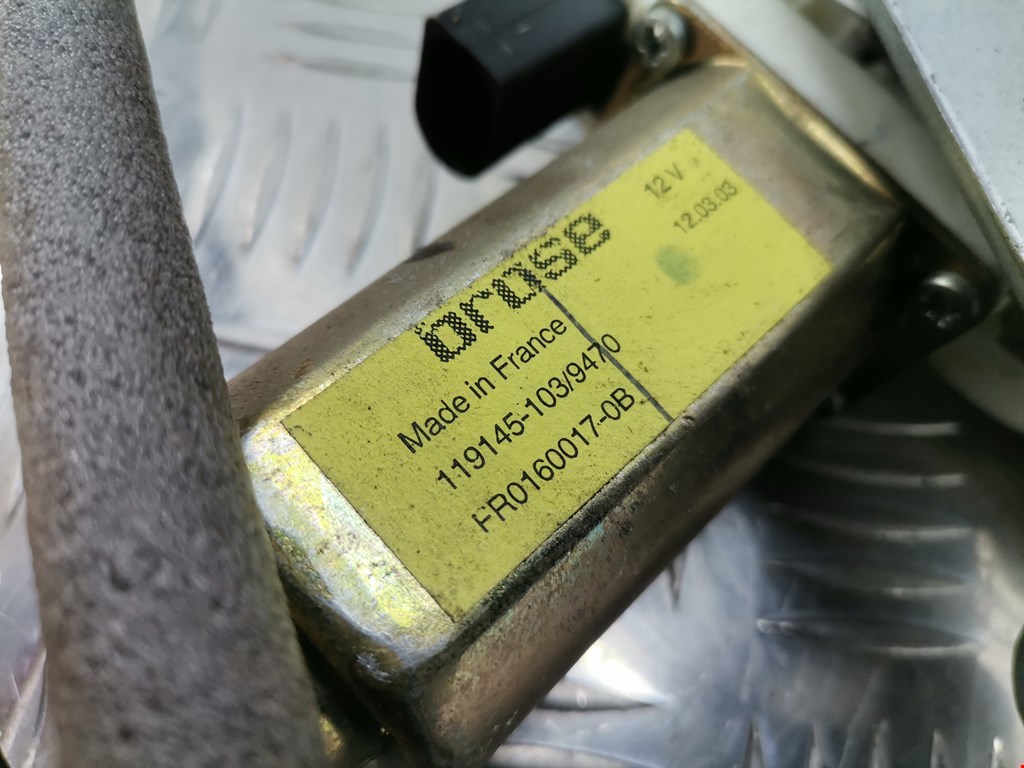 brose
12 V
12.03.03
Made in France
119145-103/9470
FR0160017-0B